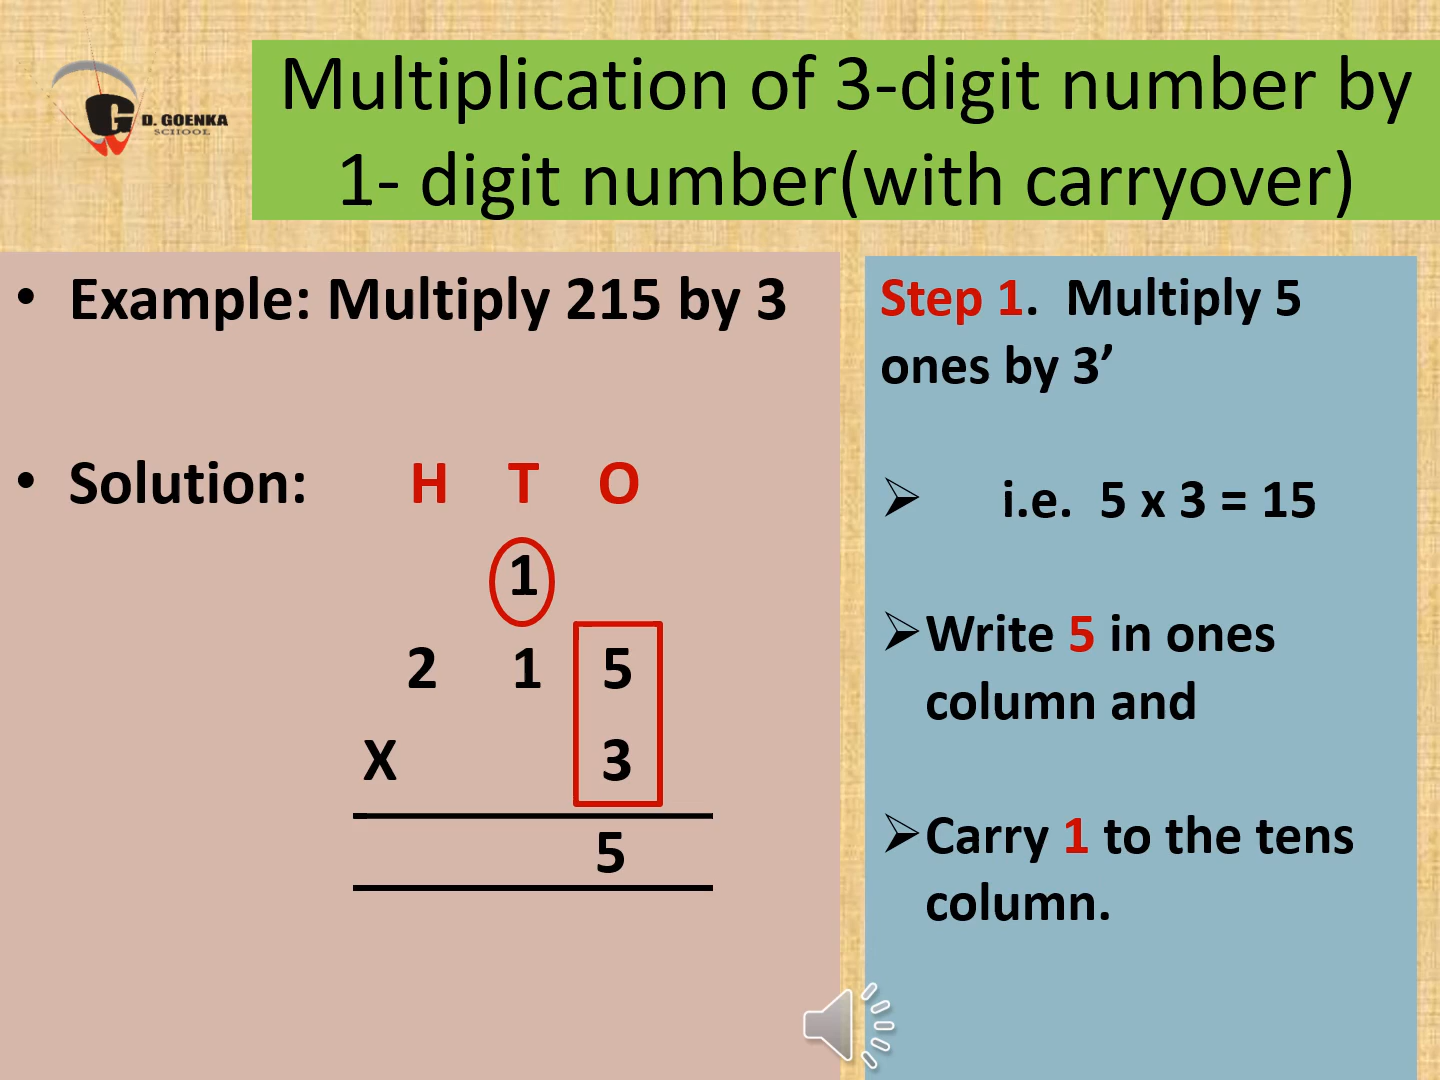 G D. GOENKA
SCHOOL
Multiplication of 3-digit number by
1- digit number(with carryover)
• Example: Multiply 215 by 3
• Solution: H T O
1
2 1 5
X 3
5
Step 1. Multiply 5
ones by 3’
➢ i.e. 5 x 3 = 15
➢ Write 5 in ones
column and
➢ Carry 1 to the tens
column.